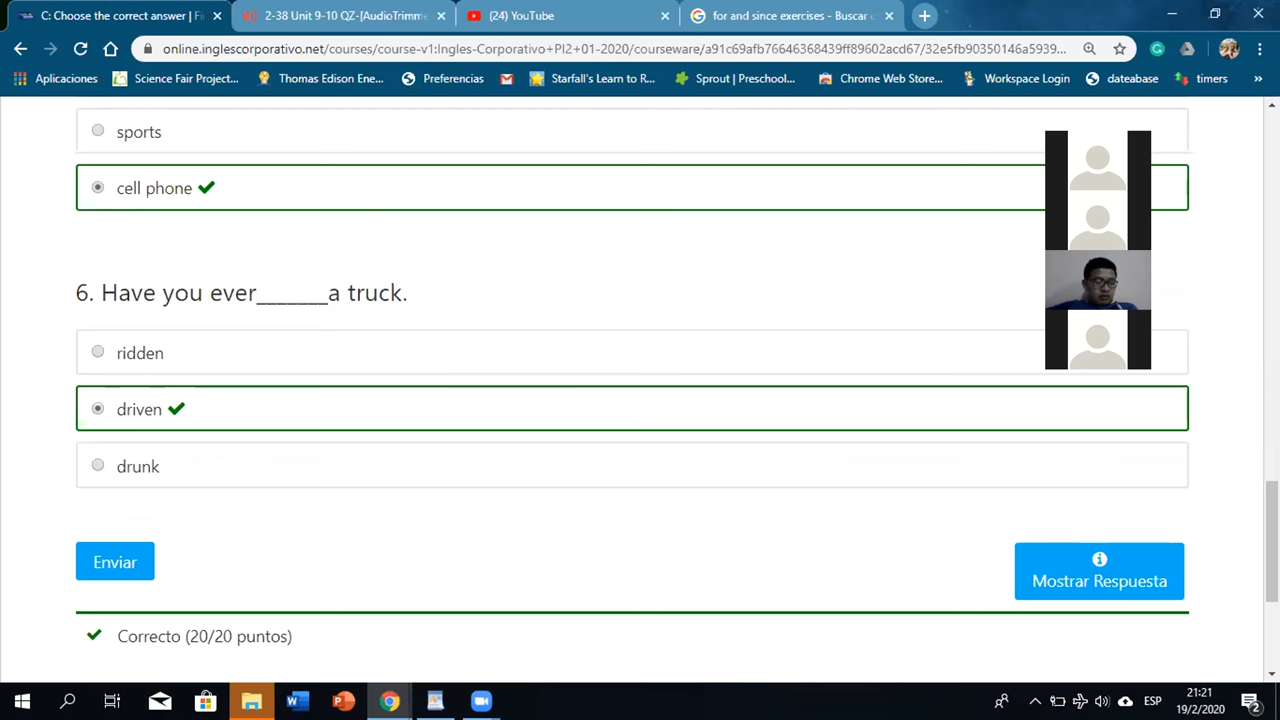 C: Choose the correct answer | Fi
2-38 Unit 9-10 QZ-[AudioTrimme
(24) YouTube
for and since exercises - Buscar c
online.inglescorporativo.net/courses/course-v1:Ingles-Corporativo+PI2+01-2020/courseware/a91c69afb76646368439ff89602acd67/32e5fb90350146a5939...
Aplicaciones
Science Fair Project...
Thomas Edison Ene...
Preferencias
Starfall's Learn to R...
Sprout | Preschool...
Chrome Web Store...
Workspace Login
dateabase
timers
»
sports
cell phone
6. Have you ever_______a truck.
ridden
driven
drunk
Enviar
Mostrar Respuesta
Correcto (20/20 puntos)
ESP
21:21
19/2/2020
2